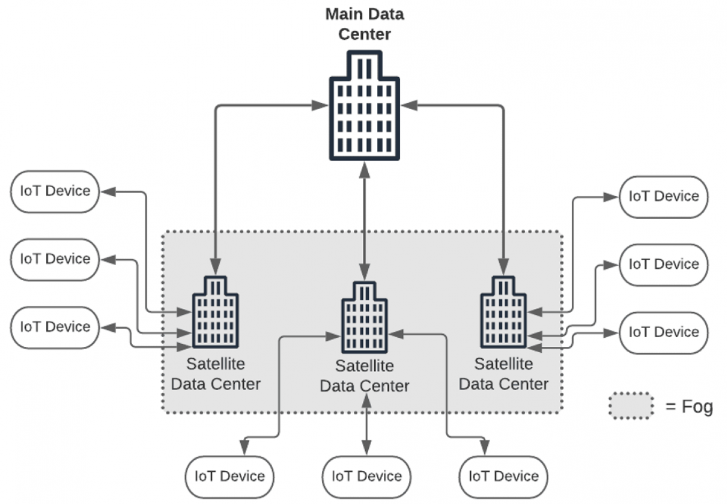 Main Data
Center
IoT Device
IoT Device
IoT Device
IoT Device
IoT Device
IoT Device
Satellite
Data Center
Satellite
Data Center
Satellite
Data Center
= Fog
IoT Device
IoT Device
IoT Device